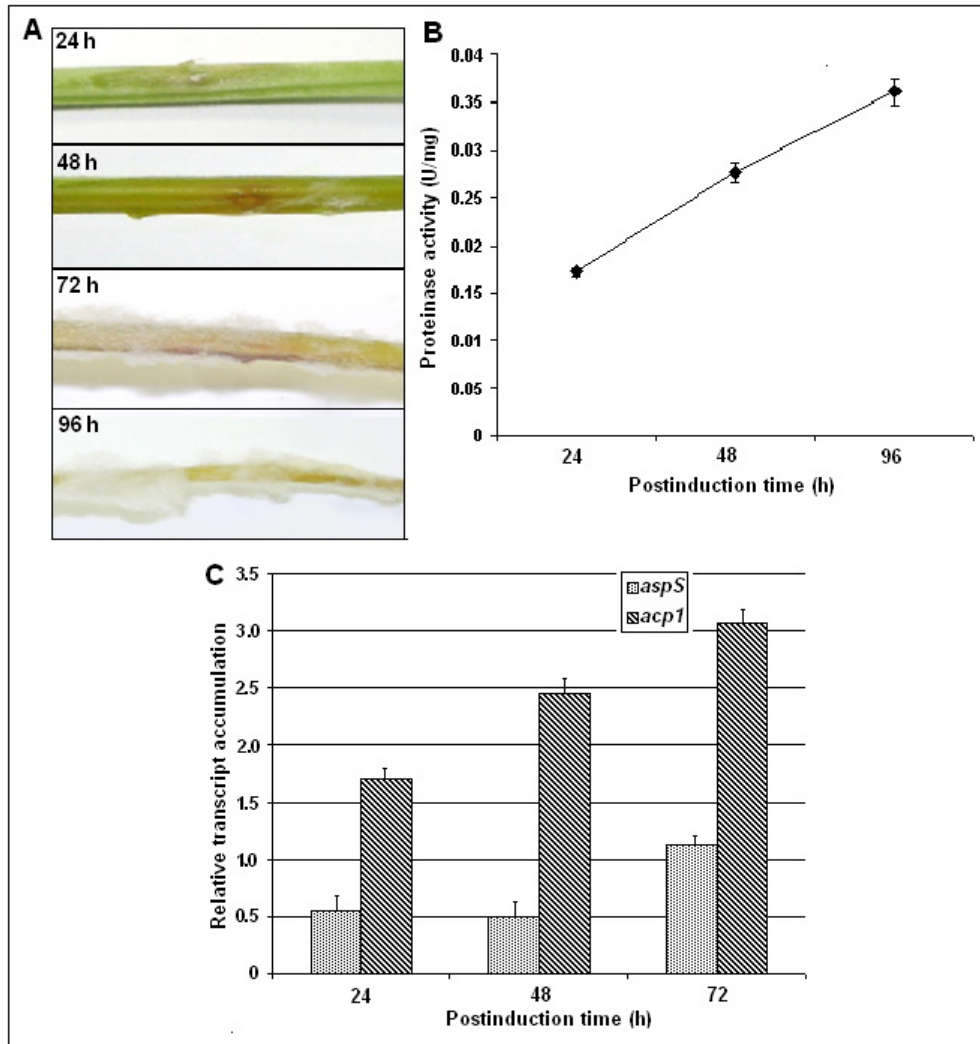 A
24 h
48 h
72 h
96 h
B
Proteinase activity (U/mg)
0.04
0.35
0.03
0.25
0.02
0.15
0.01
0.05
0
24 48 96
Postinduction time (h)
C
Relative transcript accumulation
3.5
3.0
2.5
2.0
1.5
1.0
0.5
0
aspS
acp1
24 48 72
Postinduction time (h)